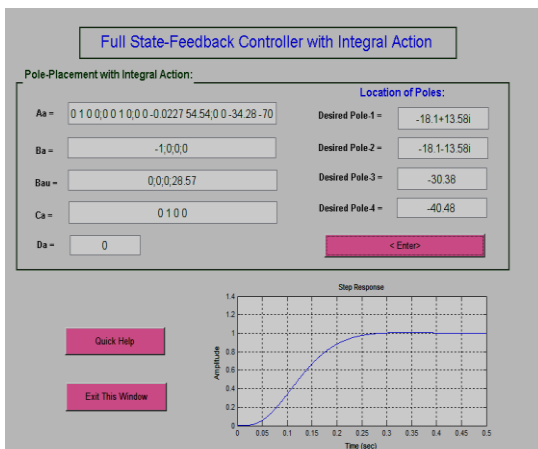 Full State-Feedback Controller with Integral Action
Pole-Placement with Integral Action:
Location of Poles:
Aa = 0 1 0 0;0 0 1 0;0 0 -0.0227 54.54;0 0 -34.28 -70
Ba = -1;0;0;0
Bau = 0;0;0;28.57
Ca = 0 1 0 0
Da = 0
Desired Pole-1 = -18.1+13.58i
Desired Pole-2 = -18.1-13.58i
Desired Pole-3 = -30.38
Desired Pole-4 = -40.48
< Enter>
Quick Help
Exit This Window
Step Response
Amplitude
1.4
1.2
1
0.8
0.6
0.4
0.2
0
0 0.05 0.1 0.15 0.2 0.25 0.3 0.35 0.4 0.45 0.5
Time (sec)